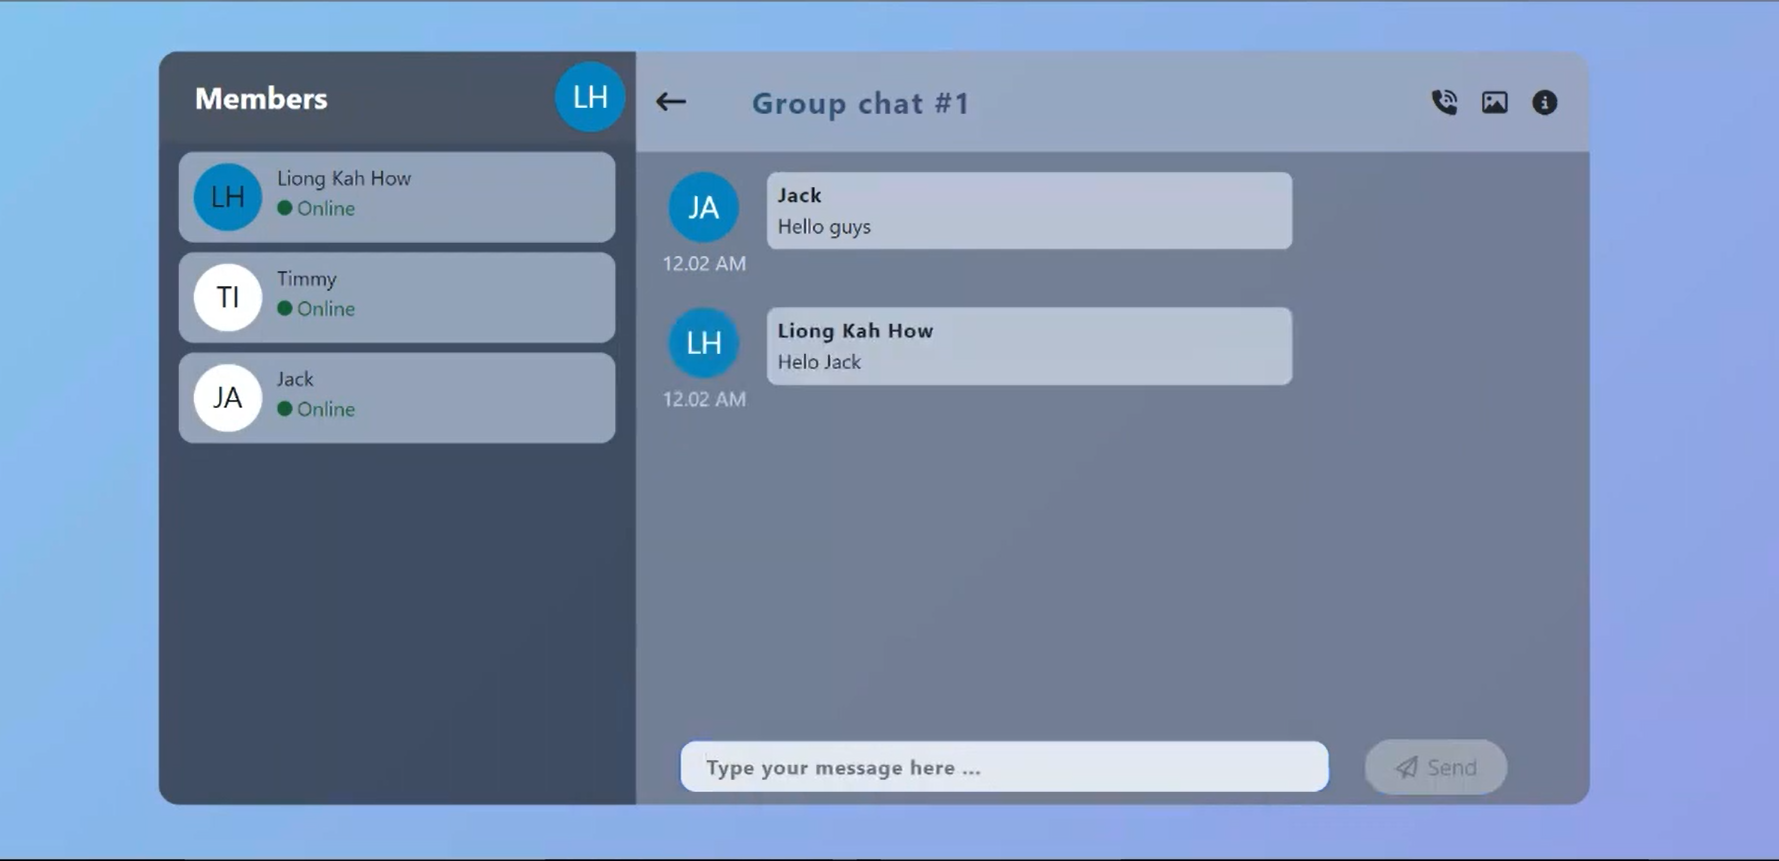 Members
LH
LH
Liong Kah How
Online
TI
Timmy
Online
JA
Jack
Online
Group chat #1
JA
12.02 AM
Jack
Hello guys
LH
12.02 AM
Liong Kah How
Helo Jack
Type your message here ...
Send